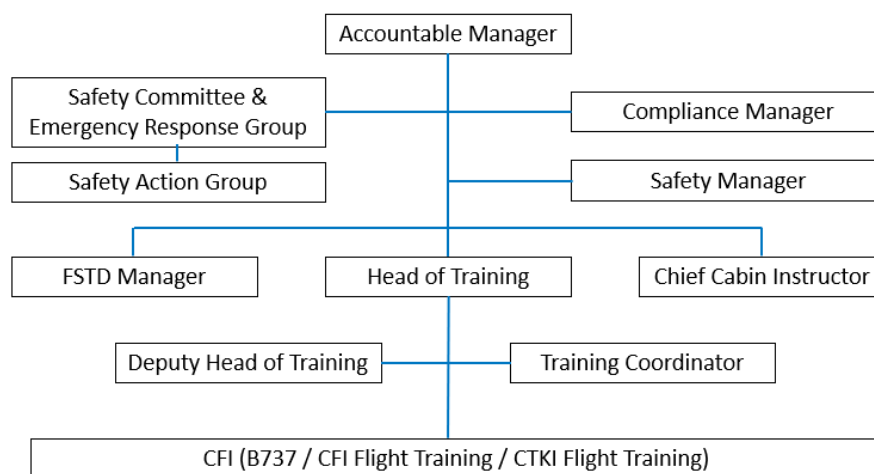 Accountable Manager
Safety Committee &
Emergency Response Group
Compliance Manager
Safety Action Group
Safety Manager
FSTD Manager
Head of Training
Chief Cabin Instructor
Deputy Head of Training
Training Coordinator
CFI (B737 / CFI Flight Training / CTKI Flight Training)